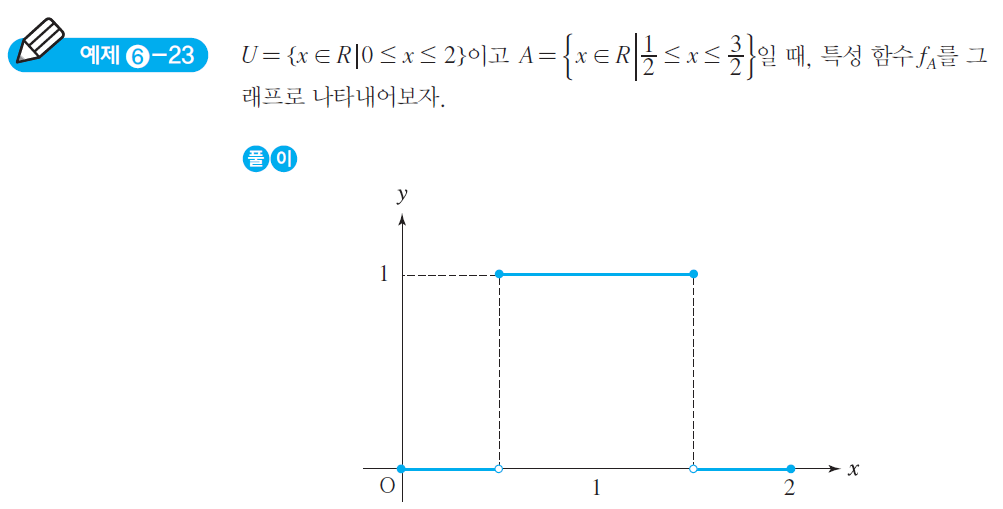 예제 6-23
U = {x ∈ R|0 ≤ x ≤ 2}이고 A = {x ∈ R|1/2 ≤ x ≤ 3/2}일 때, 특성 함수 f_A를 그
래프로 나타내어보자.
풀이
y
1
O 1 2 x